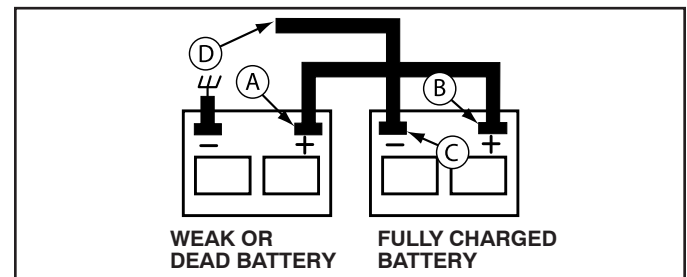 D
A
B
− + − +
C
WEAK OR
DEAD BATTERY
FULLY CHARGED
BATTERY